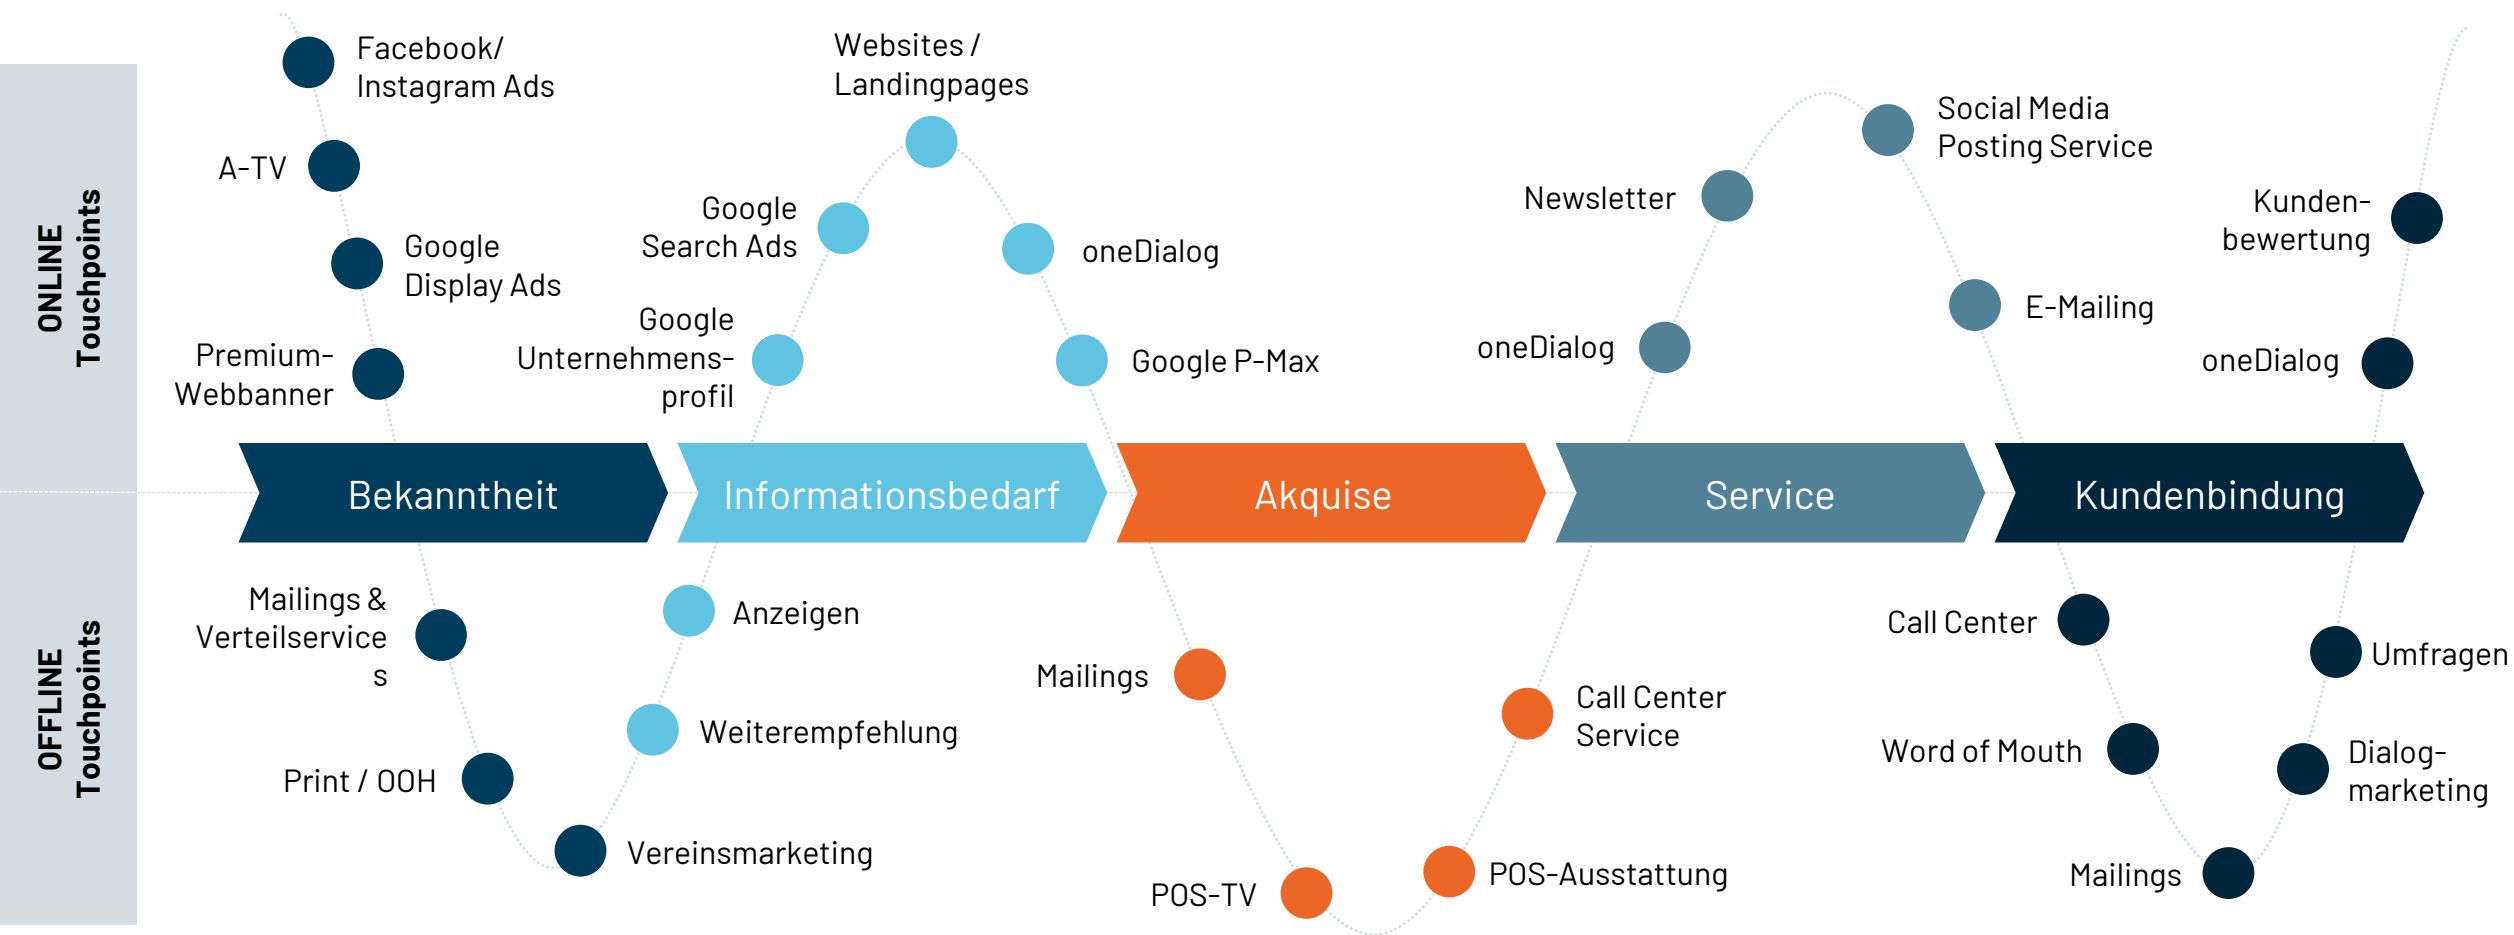 ONLINE
Touchpoints
Facebook/
Instagram Ads
A-TV
Google
Display Ads
Premium-
Webbanner
Websites /
Landingpages
Google
Search Ads
oneDialog
Google
Unternehmens-
profil
Google P-Max
Newsletter
Social Media
Posting Service
oneDialog
E-Mailing
Kunden-
bewertung
oneDialog
Bekanntheit
Informationsbedarf
Akquise
Service
Kundenbindung
OFFLINE
Touchpoints
Mailings &
Verteilservice
s
Print / OOH
Vereinsmarketing
Anzeigen
Weiterempfehlung
Mailings
POS-TV
Call Center
Service
POS-Ausstattung
Call Center
Word of Mouth
Mailings
Umfragen
Dialog-
marketing